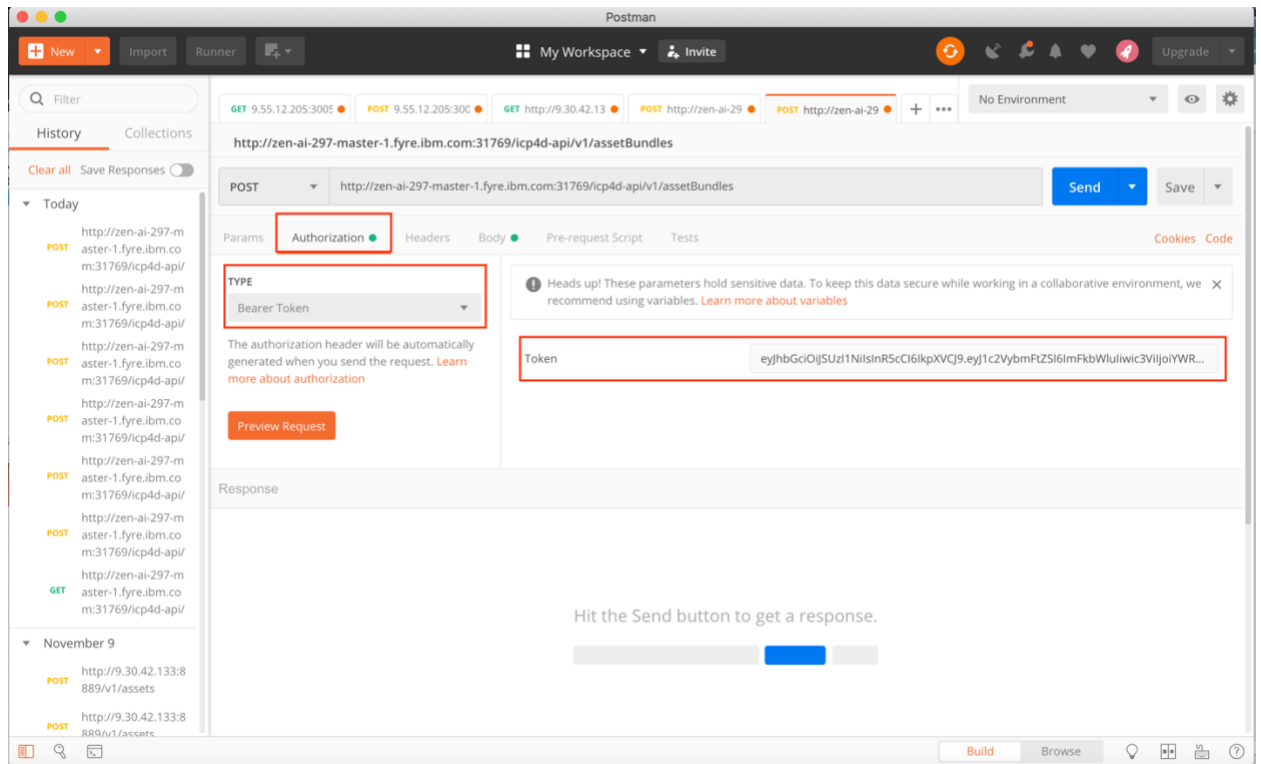 Postman
New
Import
Runner
My Workspace
Invite
Upgrade
Filter
History
Collections
Clear all
Save Responses
Today
POST
http://zen-ai-297-m
aster-1.fyre.ibm.co
m:31769/icp4d-api/
POST
http://zen-ai-297-m
aster-1.fyre.ibm.co
m:31769/icp4d-api/
POST
http://zen-ai-297-m
aster-1.fyre.ibm.co
m:31769/icp4d-api/
POST
http://zen-ai-297-m
aster-1.fyre.ibm.co
m:31769/icp4d-api/
POST
http://zen-ai-297-m
aster-1.fyre.ibm.co
m:31769/icp4d-api/
POST
http://zen-ai-297-m
aster-1.fyre.ibm.co
m:31769/icp4d-api/
GET
http://zen-ai-297-m
aster-1.fyre.ibm.co
m:31769/icp4d-api/
November 9
POST
http://9.30.42.133:8
889/v1/assets
POST
http://9.30.42.133:8
889/v1/assets
GET 9.55.12.205:3005
POST 9.55.12.205:300
GET http://9.30.42.13
POST http://zen-ai-29
POST http://zen-ai-29
No Environment
http://zen-ai-297-master-1.fyre.ibm.com:31769/icp4d-api/v1/assetBundles
POST
http://zen-ai-297-master-1.fyre.ibm.com:31769/icp4d-api/v1/assetBundles
Send
Save
Params
Authorization
Headers
Body
Pre-request Script
Tests
Cookies
Code
TYPE
Bearer Token
The authorization header will be automatically
generated when you send the request. Learn
more about authorization
Preview Request
Heads up! These parameters hold sensitive data. To keep this data secure while working in a collaborative environment, we
recommend using variables. Learn more about variables
Token
eyJhbGciOiJSUzI1NiIsInR5cCI6IkpXVCJ9.eyJ1c2VybmFtZSI6ImFkbWluIiwic3ViIjoiYWR...
Response
Hit the Send button to get a response.
Build
Browse